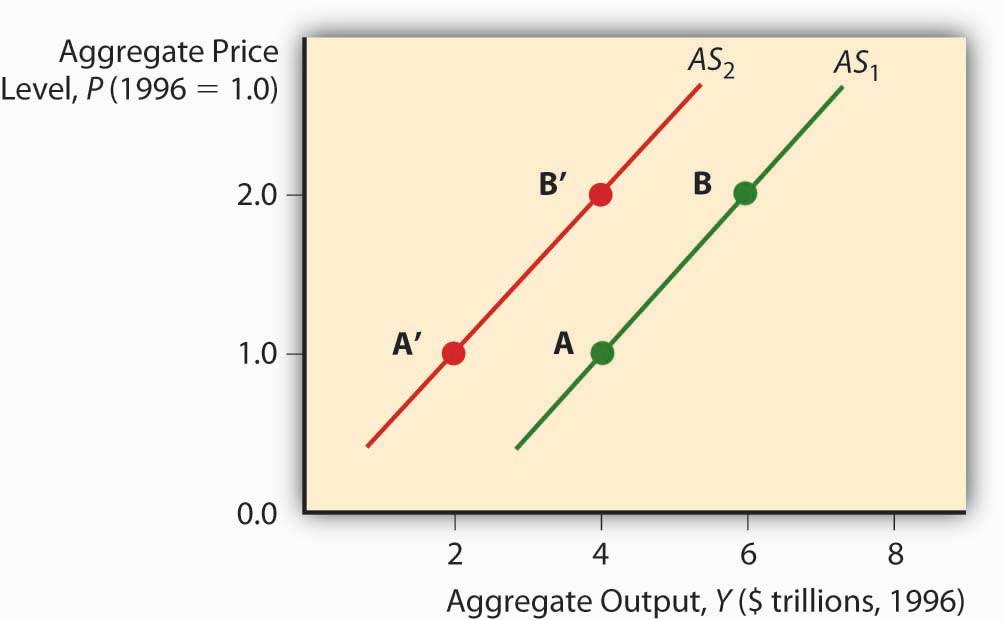 Aggregate Price
Level, P (1996 = 1.0)
AS₂
AS₁
B′
B
2.0
A′
A
1.0
0.0
2
4
6
8
Aggregate Output, Y ($ trillions, 1996)